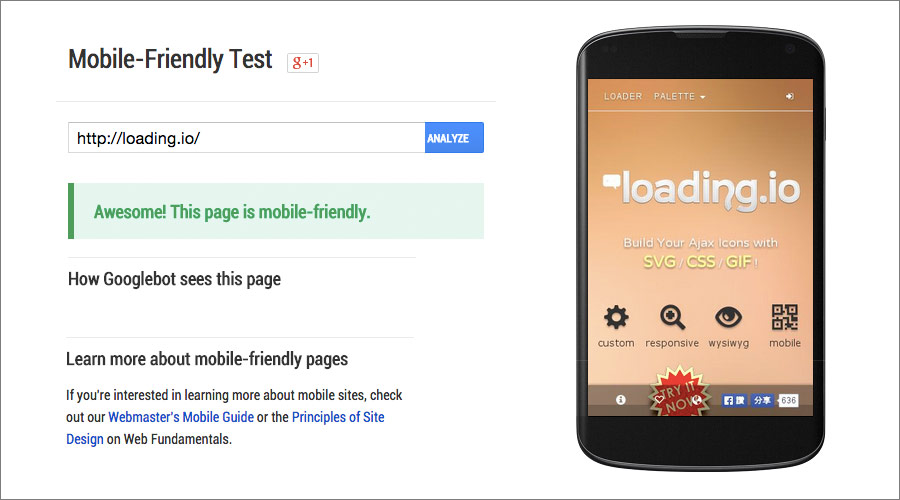 Mobile-Friendly Test g+1
http://loading.io/ ANALYZE
Awesome! This page is mobile-friendly.
How Googlebot sees this page
Learn more about mobile-friendly pages
If you're interested in learning more about mobile sites, check
out our Webmaster's Mobile Guide or the Principles of Site
Design on Web Fundamentals.
LOADER PALETTE
loading.io
Build Your Ajax Icons with
SVG / CSS / GIF !
custom responsive wysiwyg mobile
TRY IT
NOW
分享 636